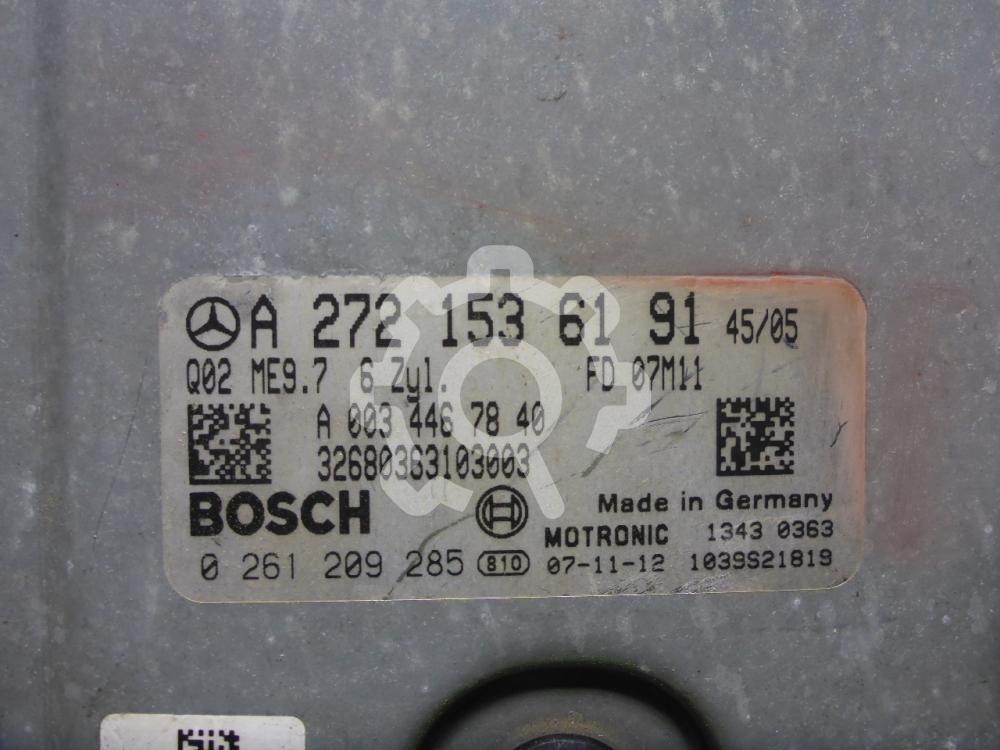 A 272 153 61 91 45/05
Q02 ME9.7 6 Zyl. FD 07M11
A 003 446 78 40
32680363103003
BOSCH
Made in Germany
MOTRONIC 1343 0363
0 261 209 285 810 07-11-12 1039S21819